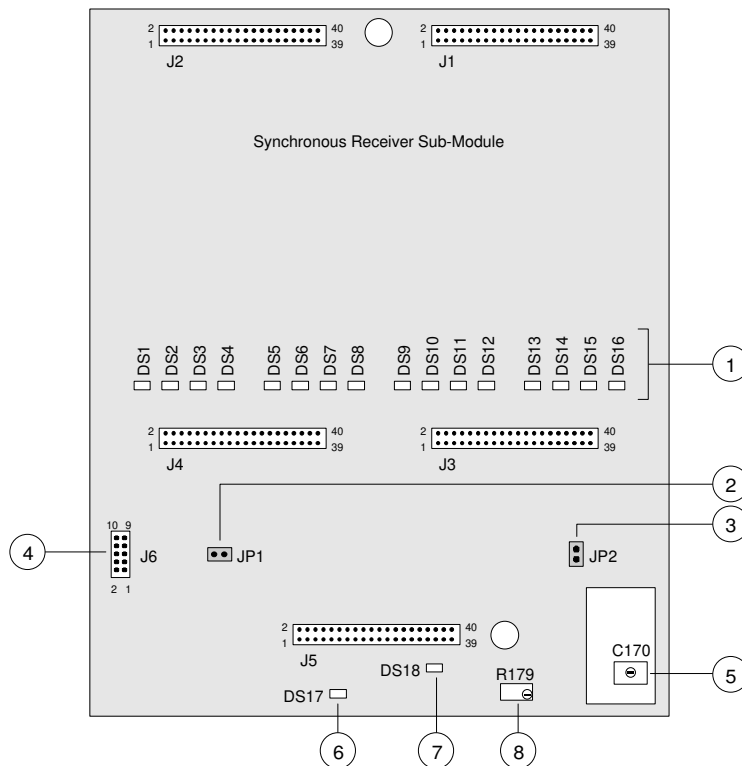 2 40 2 40
1 39 1 39
J2 J1
Synchronous Receiver Sub-Module
DS1 DS2 DS3 DS4 DS5 DS6 DS7 DS8 DS9 DS10 DS11 DS12 DS13 DS14 DS15 DS16
1
2 40 2 40
1 39 1 39
J4 J3
2
3
10 9
4 J6 JP1 JP2
2 1
2 40
1 39
J5
C170
DS18 R179 5
DS17
6 7 8